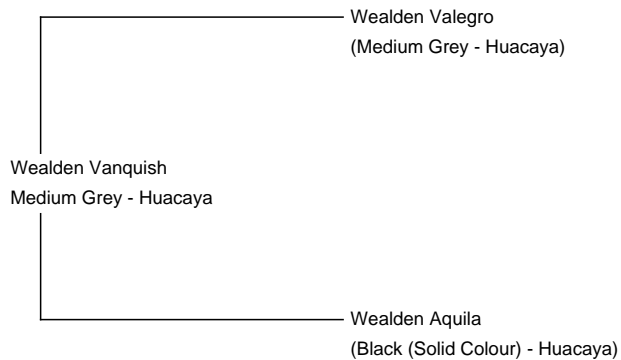 Wealden Valegro
(Medium Grey - Huacaya)
Wealden Vanquish
Medium Grey - Huacaya
Wealden Aquila
(Black (Solid Colour) - Huacaya)